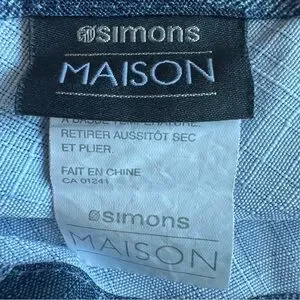 simons
MAISON
À BASSE TEMPÉRATURE.
RETIRER AUSSITÔT SEC
ET PLIER.
FAIT EN CHINE
CA 01241
simons
MAISON